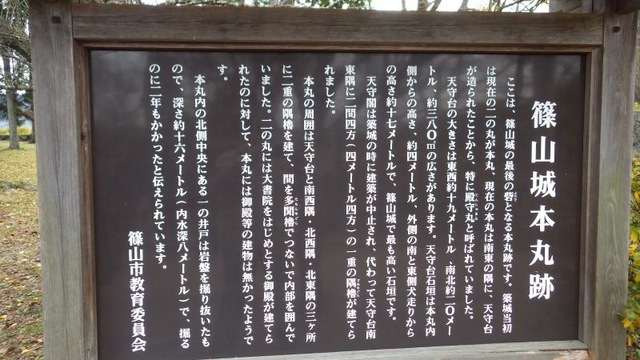 篠山城本丸跡
ここは、篠山城の最後の砦となる本丸跡です。築城当初
は現在の二の丸が本丸、現在の本丸は南東の隅に、天守台
が造られたことから、特に殿守丸と呼ばれていました。
天守台の大きさは東西約十九メートル 南北約二〇メー
トル、約三八〇㎡の広さがあります。天守台石垣は本丸内
側からの高さ、約四メートル、外側の南と東側犬走りから
の高さ約十七メートルで、篠山城で最も高い石垣です。
天守閣は築城の時に建築が中止され、代わって天守台南
東隅に二間四方(四メートル四方)の一重の隅櫓が建てら
れました。
本丸の周囲は天守台と南西隅・北西隅・北東隅の三ヶ所
に二重の隅櫓を建て、間を多聞櫓でつないで内部を囲んで
いました。二の丸には大書院をはじめとする御殿が建てら
れたのに対して、本丸には御殿等の建物は無かったようで
す。
本丸内の北側中央にある一の井戸は岩盤を掘り抜いたも
ので、深さ約十六メートル(内水深八メートル)で、掘る
のに二年もかかったと伝えられています。
篠山市教育委員会